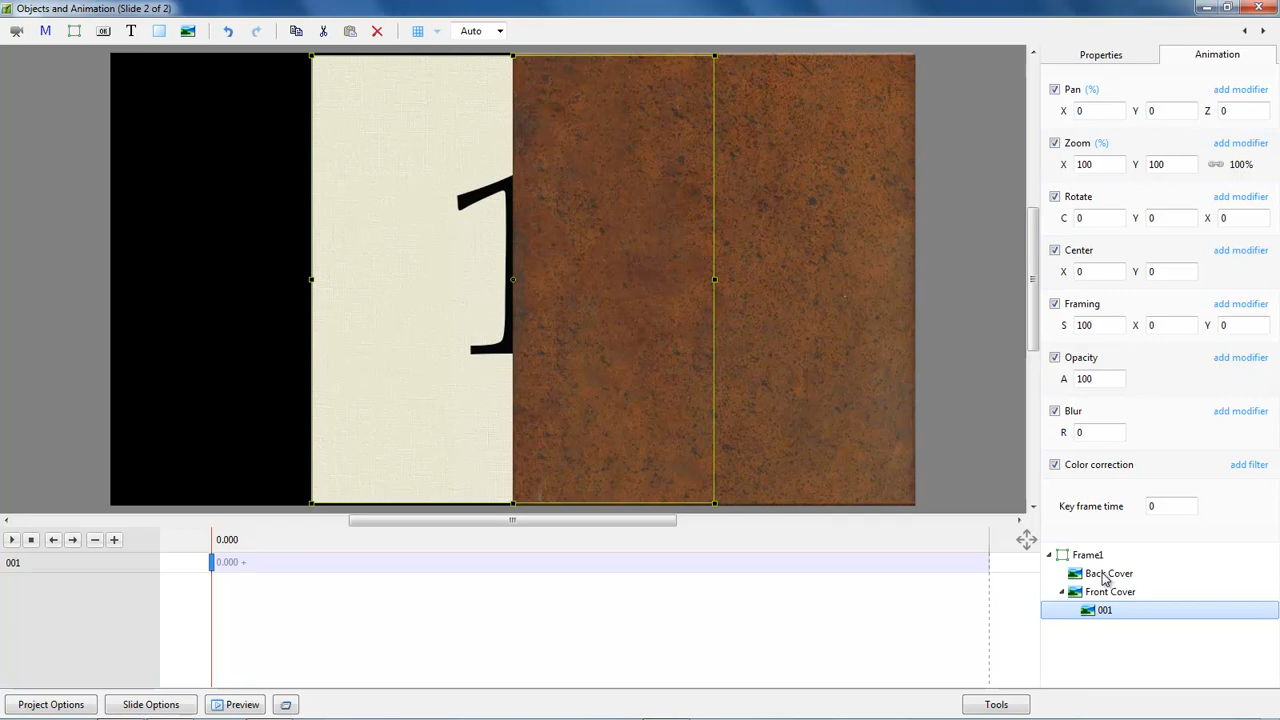 Objects and Animation (Slide 2 of 2)
M OK T Auto
Properties Animation
Pan (%) add modifier
X 0 Y 0 Z 0
Zoom (%) add modifier
X 100 Y 100 100%
Rotate add modifier
C 0 Y 0 X 0
Center add modifier
X 0 Y 0
Framing add modifier
S 100 X 0 Y 0
Opacity add modifier
A 100
Blur add modifier
R 0
Color correction add filter
Key frame time 0
1
0.000
001 0.000 +
Frame1
Back Cover
Front Cover
001
Project Options Slide Options Preview Tools